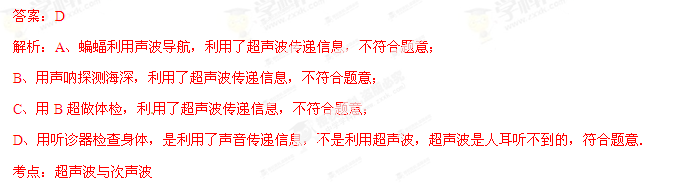 答案：D
解析：A、蝙蝠利用声波导航，利用了超声波传递信息，不符合题意；
B、用声呐探测海深，利用了超声波传递信息，不符合题意；
C、用 B 超做体检，利用了超声波传递信息，不符合题意；
D、用听诊器检查身体，是利用了声音传递信息，不是利用超声波，超声波是人耳听不到的，符合题意．
考点：超声波与次声波